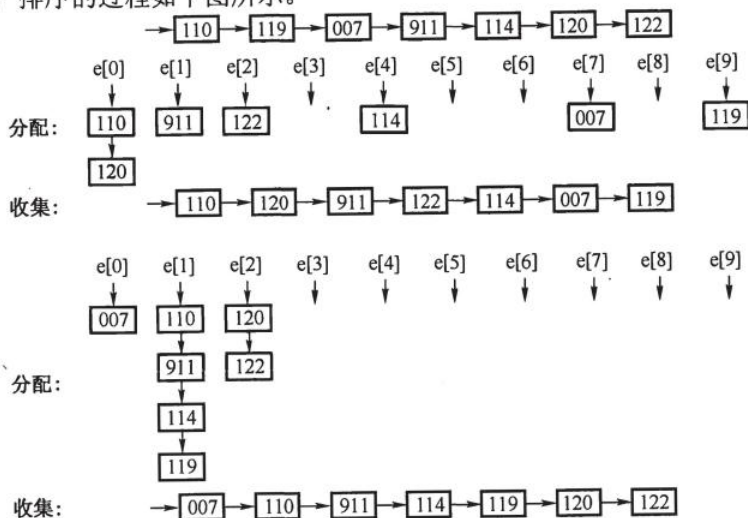 排序的过程如下图所示。
110 119 007 911 114 120 122
e[0] e[1] e[2] e[3] e[4] e[5] e[6] e[7] e[8] e[9]
分配: 110 911 122 114 007 119
120
收集: 110 120 911 122 114 007 119
e[0] e[1] e[2] e[3] e[4] e[5] e[6] e[7] e[8] e[9]
007 110 120
911 122
分配:
114
119
收集: 007 110 911 114 119 120 122